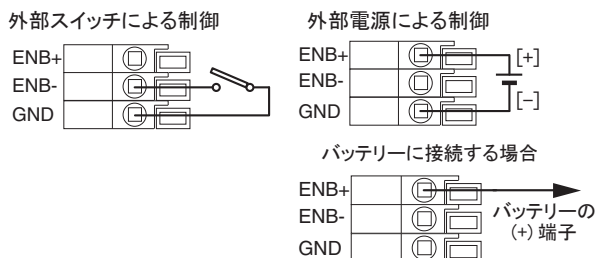 外部スイッチによる制御
ENB+
ENB-
GND
外部電源による制御
ENB+
ENB-
GND
[+]
[−]
バッテリーに接続する場合
ENB+
ENB-
GND
バッテリーの
(+) 端子